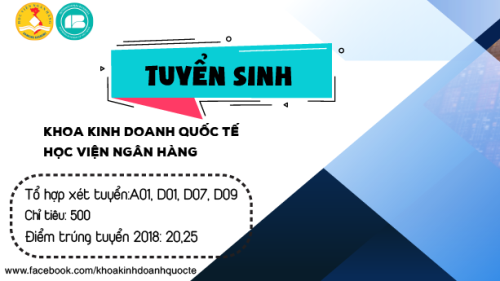 TUYỂN SINH
KHOA KINH DOANH QUỐC TẾ
HỌC VIỆN NGÂN HÀNG
Tổ hợp xét tuyển:A01, D01, D07, D09
Chỉ tiêu: 500
Điểm trúng tuyển 2018: 20,25
www.facebook.com/khoakinhdoanhquocte